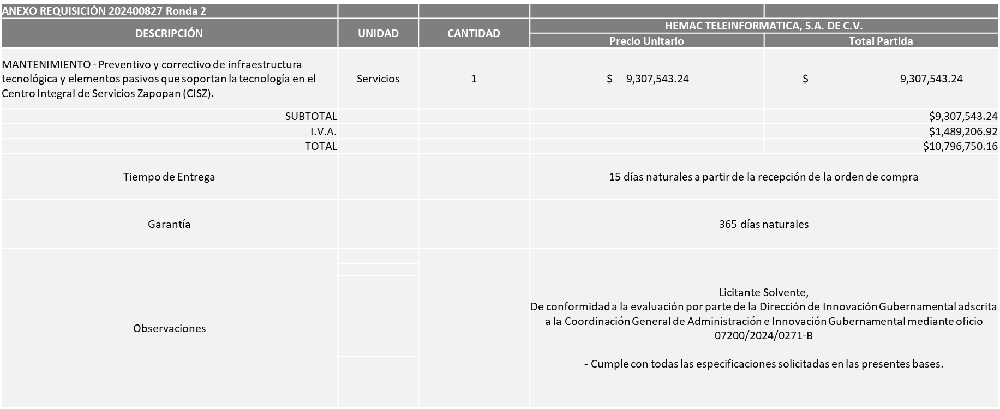 ANEXO REQUISICIÓN 202400827 Ronda 2
DESCRIPCIÓN
UNIDAD
CANTIDAD
HEMAC TELEINFORMATICA, S.A. DE C.V.
Precio Unitario
Total Partida
MANTENIMIENTO - Preventivo y correctivo de infraestructura
tecnológica y elementos pasivos que soportan la tecnología en el
Centro Integral de Servicios Zapopan (CISZ).
Servicios
1
$ 9,307,543.24
$ 9,307,543.24
SUBTOTAL
$9,307,543.24
I.V.A.
$1,489,206.92
TOTAL
$10,796,750.16
Tiempo de Entrega
15 días naturales a partir de la recepción de la orden de compra
Garantía
365 días naturales
Observaciones
Licitante Solvente,
De conformidad a la evaluación por parte de la Dirección de Innovación Gubernamental adscrita
a la Coordinación General de Administración e Innovación Gubernamental mediante oficio
07200/2024/0271-B
- Cumple con todas las especificaciones solicitadas en las presentes bases.